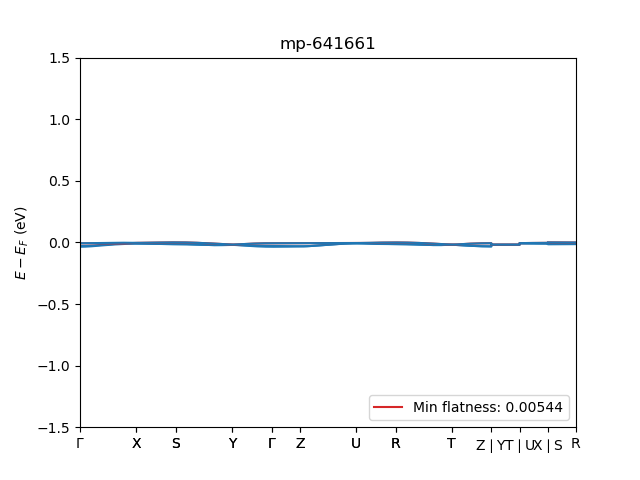 mp-641661
1.5
1.0
0.5
0.0
−0.5
−1.0
−1.5
E − E_F (eV)
Min flatness: 0.00544
Γ X S Y Γ Z U R T Z | Y T | U X | S R